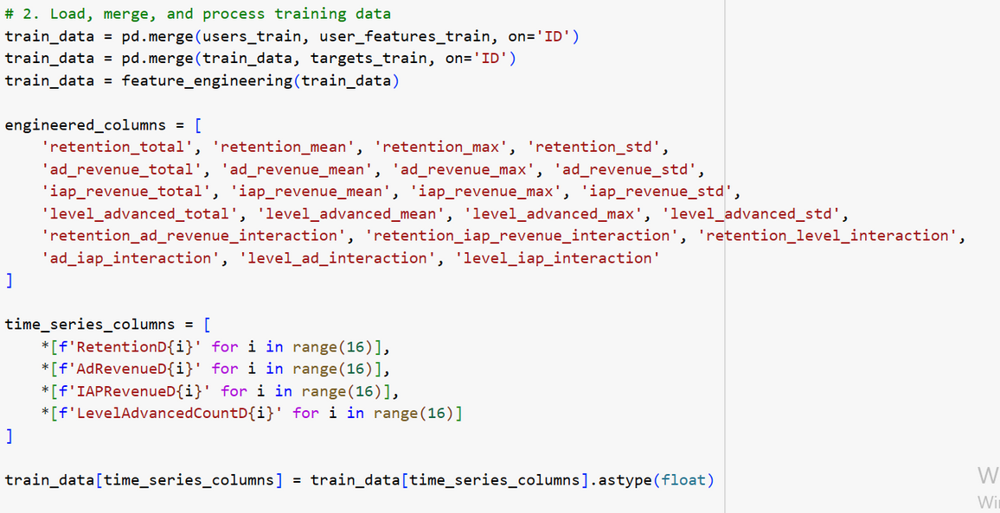 # 2. Load, merge, and process training data
train_data = pd.merge(users_train, user_features_train, on='ID')
train_data = pd.merge(train_data, targets_train, on='ID')
train_data = feature_engineering(train_data)

engineered_columns = [
    'retention_total', 'retention_mean', 'retention_max', 'retention_std',
    'ad_revenue_total', 'ad_revenue_mean', 'ad_revenue_max', 'ad_revenue_std',
    'iap_revenue_total', 'iap_revenue_mean', 'iap_revenue_max', 'iap_revenue_std',
    'level_advanced_total', 'level_advanced_mean', 'level_advanced_max', 'level_advanced_std',
    'retention_ad_revenue_interaction', 'retention_iap_revenue_interaction', 'retention_level_interaction',
    'ad_iap_interaction', 'level_ad_interaction', 'level_iap_interaction'
]

time_series_columns = [
    *[f'RetentionD{i}' for i in range(16)],
    *[f'AdRevenueD{i}' for i in range(16)],
    *[f'IAPRevenueD{i}' for i in range(16)],
    *[f'LevelAdvancedCountD{i}' for i in range(16)]
]

train_data[time_series_columns] = train_data[time_series_columns].astype(float)